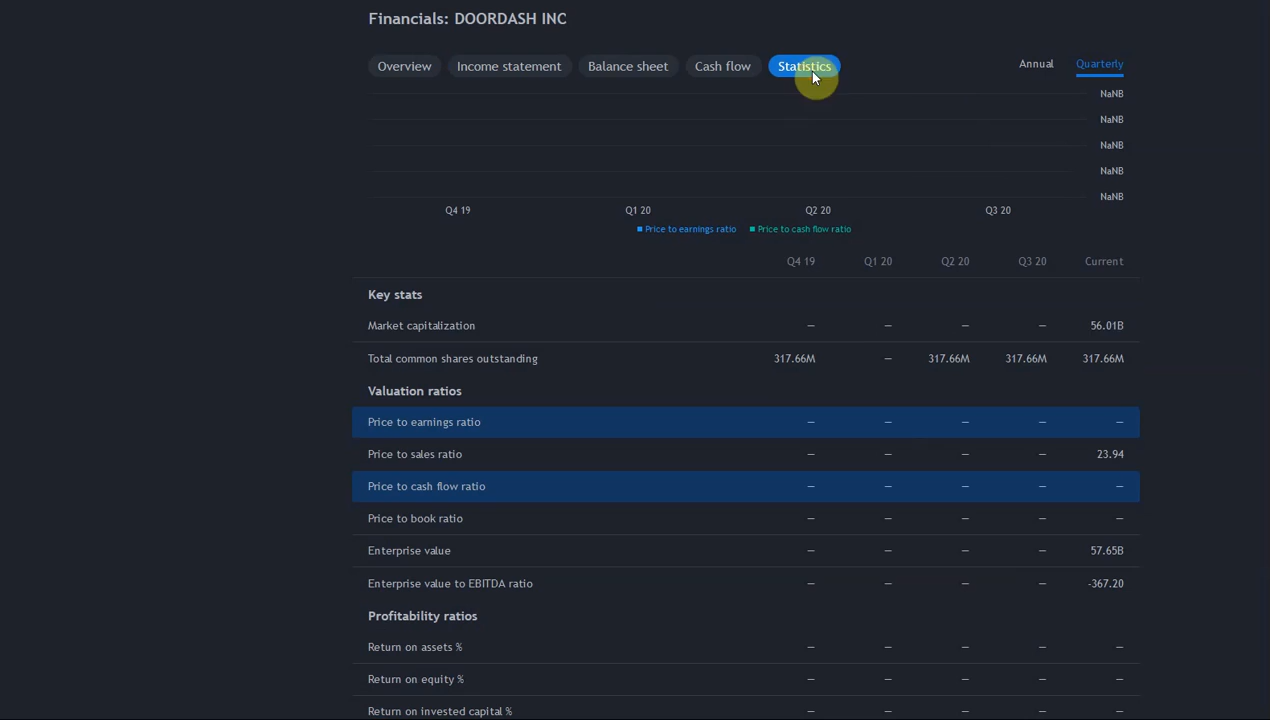 Financials: DOORDASH INC
Overview Income statement Balance sheet Cash flow Statistics Annual Quarterly
NaNB
NaNB
NaNB
NaNB
NaNB
Q4 19 Q1 20 Q2 20 Q3 20
Price to earnings ratio Price to cash flow ratio
Q4 19 Q1 20 Q2 20 Q3 20 Current
Key stats
Market capitalization — — — — 56.01B
Total common shares outstanding 317.66M — 317.66M 317.66M 317.66M
Valuation ratios
Price to earnings ratio — — — — —
Price to sales ratio — — — — 23.94
Price to cash flow ratio — — — — —
Price to book ratio — — — — —
Enterprise value — — — — 57.65B
Enterprise value to EBITDA ratio — — — — -367.20
Profitability ratios
Return on assets % — — — — —
Return on equity % — — — — —
Return on invested capital % — — — — —